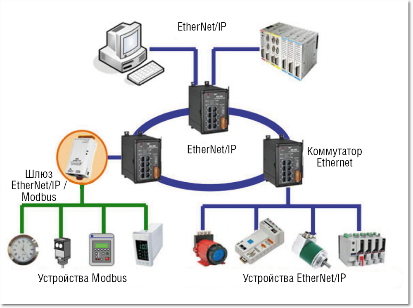 EtherNet/IP
EtherNet/IP
Шлюз
EtherNet/IP /
Modbus
Коммутатор
Ethernet
Устройства Modbus
Устройства EtherNet/IP